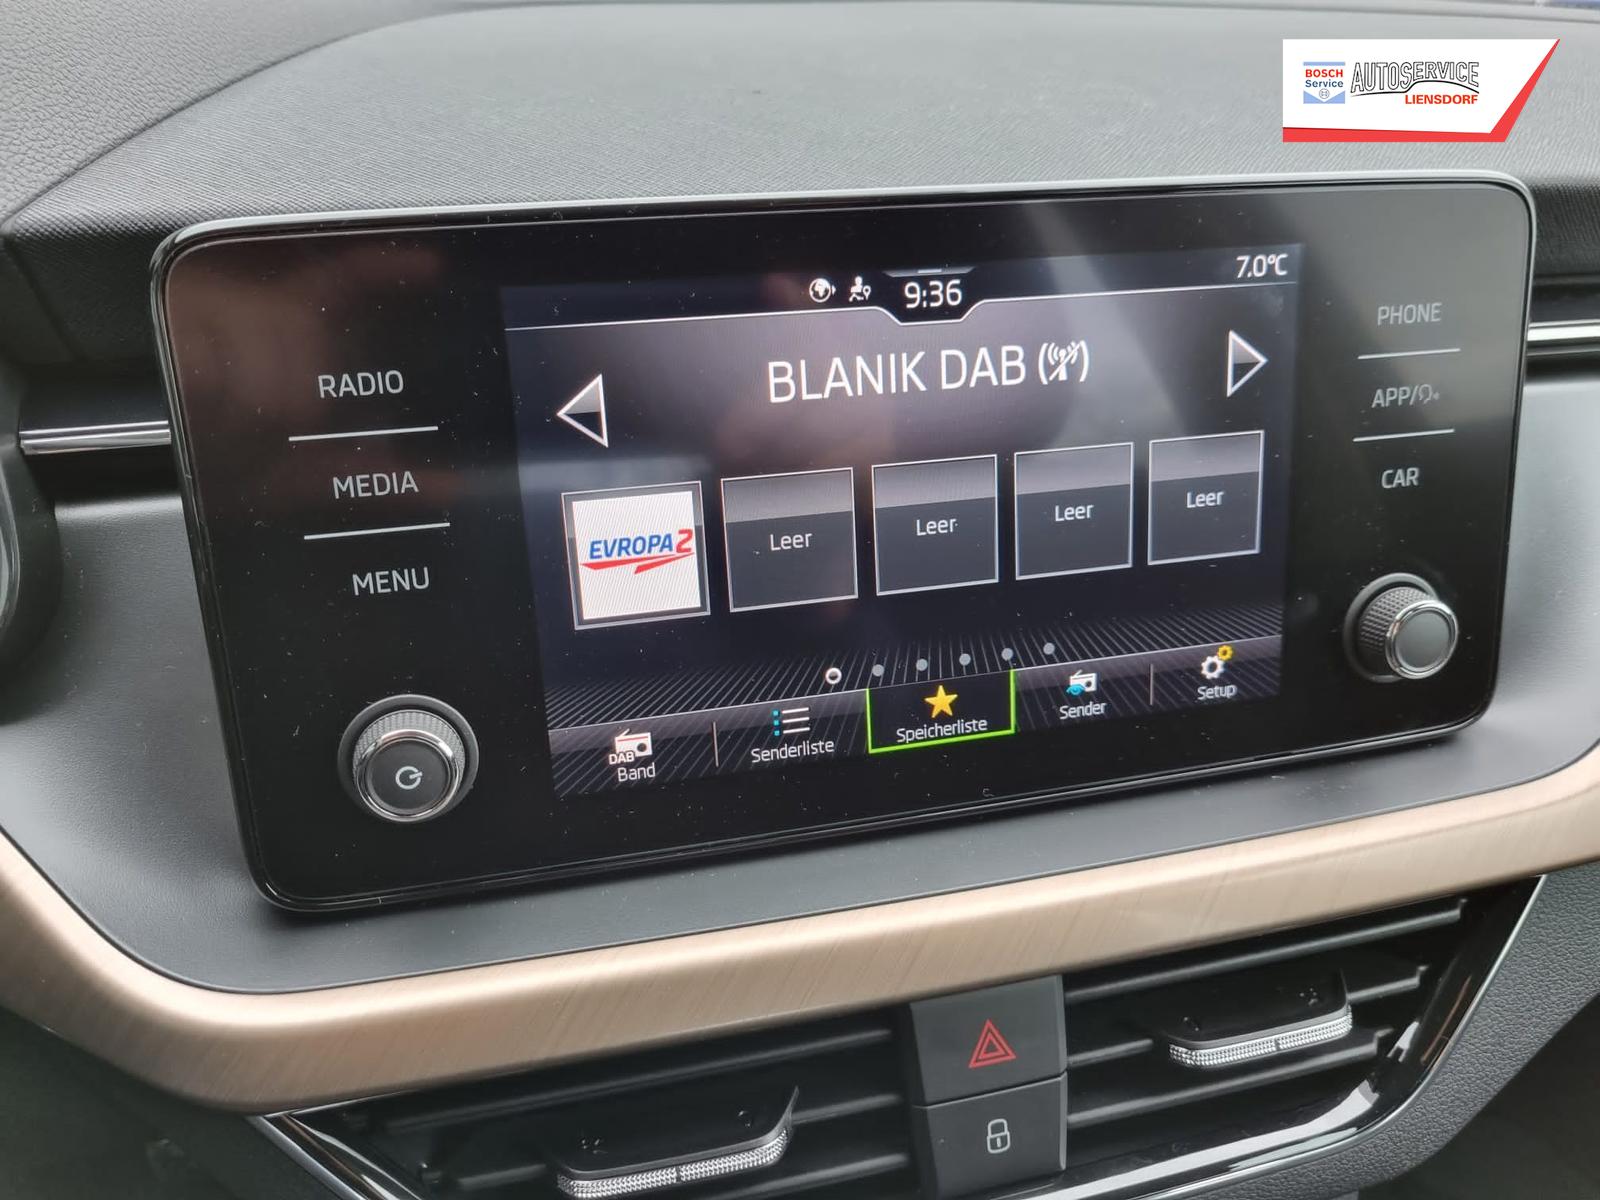 BOSCH
Service
AUTOSERVICE
LIENSDORF
7.0°C
9:36
PHONE
BLANIK DAB
RADIO
APP/
MEDIA
CAR
EVROPA2
Leer
Leer
Leer
Leer
MENU
DAB
Band
Senderliste
Speicherliste
Sender
Setup